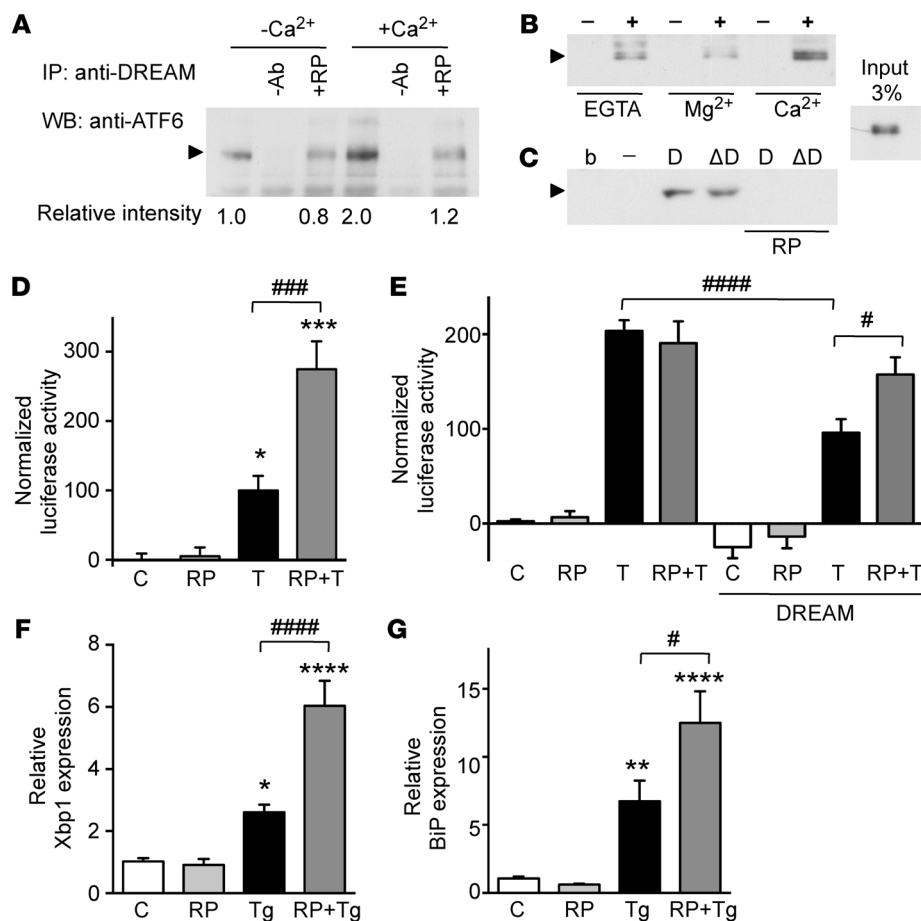 A
-Ca2+ +Ca2+
IP: anti-DREAM
-Ab
+RP
-Ab
+RP
WB: anti-ATF6
Relative intensity
1.0 0.8 2.0 1.2
B
– + – + – +
EGTA Mg2+ Ca2+
Input
3%
C
b – D ΔD D ΔD
RP
D
Normalized
luciferase activity
300
200
100
0
###
***
*
C RP T RP+T
E
Normalized
luciferase activity
200
100
0
####
#
C RP T RP+T C RP T RP+T
DREAM
F
Relative
Xbp1 expression
8
6
4
2
0
####
****
*
C RP Tg RP+Tg
G
Relative
BiP expression
15
10
5
0
#
****
**
C RP Tg RP+Tg